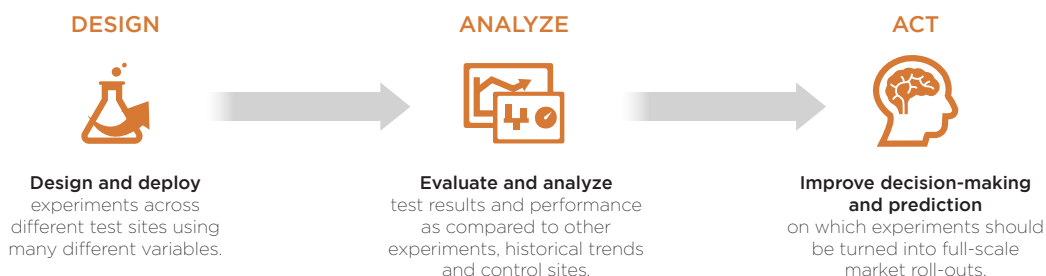 DESIGN
Design and deploy
experiments across
different test sites using
many different variables.
ANALYZE
Evaluate and analyze
test results and performance
as compared to other
experiments, historical trends
and control sites.
ACT
Improve decision-making
and prediction
on which experiments should
be turned into full-scale
market roll-outs.